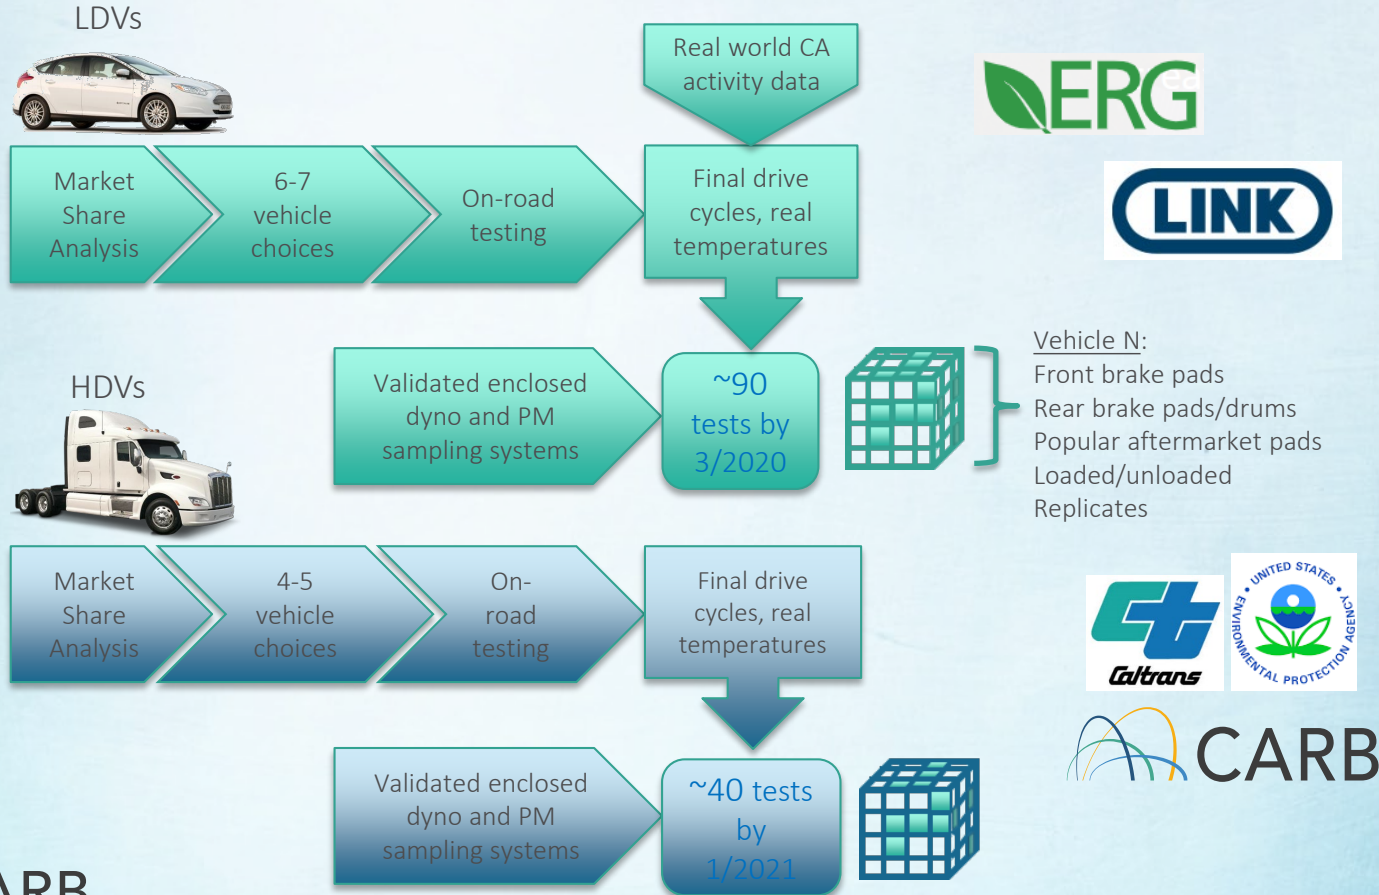 LDVs
Real world CA
activity data
ERG
LINK
Market
Share
Analysis
6-7
vehicle
choices
On-road
testing
Final drive
cycles, real
temperatures
Validated enclosed
dyno and PM
sampling systems
~90
tests by
3/2020
Vehicle N:
Front brake pads
Rear brake pads/drums
Popular aftermarket pads
Loaded/unloaded
Replicates
HDVs
Market
Share
Analysis
4-5
vehicle
choices
On-
road
testing
Final drive
cycles, real
temperatures
Caltrans
UNITED STATES
ENVIRONMENTAL PROTECTION AGENCY
CARB
Validated enclosed
dyno and PM
sampling systems
~40 tests
by
1/2021
ARB